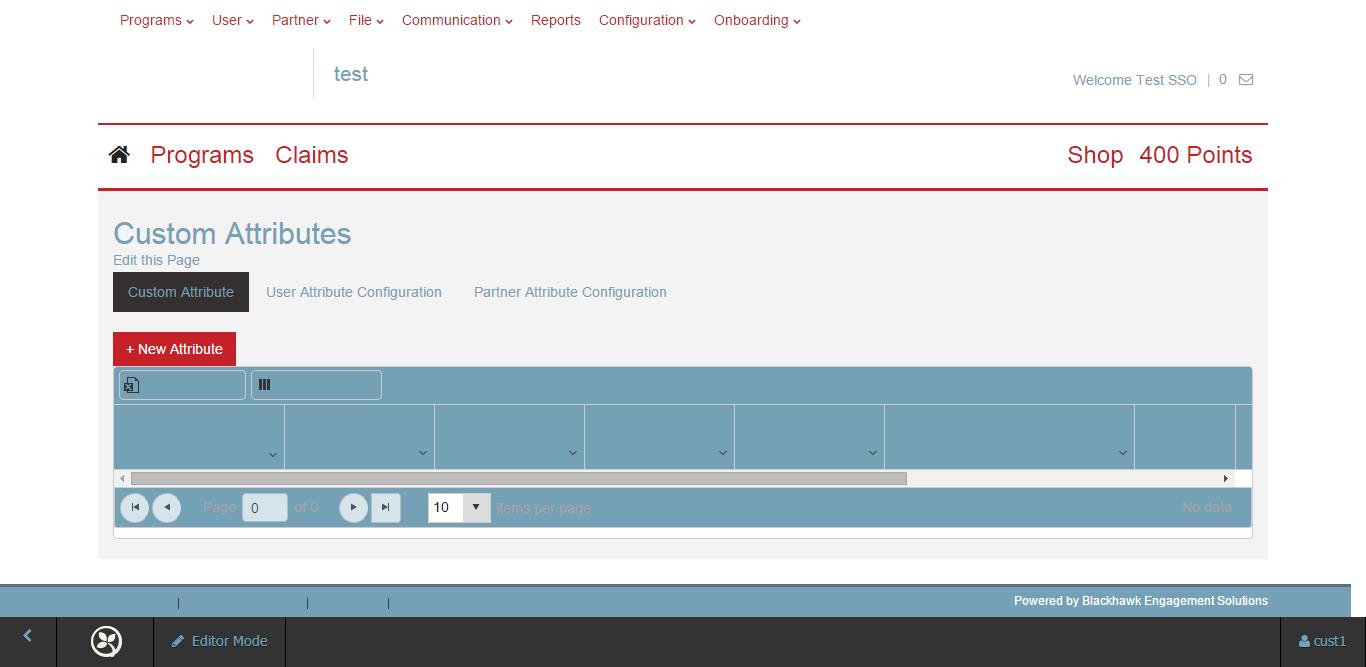 Programs User Partner File Communication Reports Configuration Onboarding
test
Welcome Test SSO | 0
Programs Claims Shop 400 Points
Custom Attributes
Edit this Page
Custom Attribute User Attribute Configuration Partner Attribute Configuration
+ New Attribute
Page 0 of 0 10 items per page No data
| | | Powered by Blackhawk Engagement Solutions
Editor Mode cust1